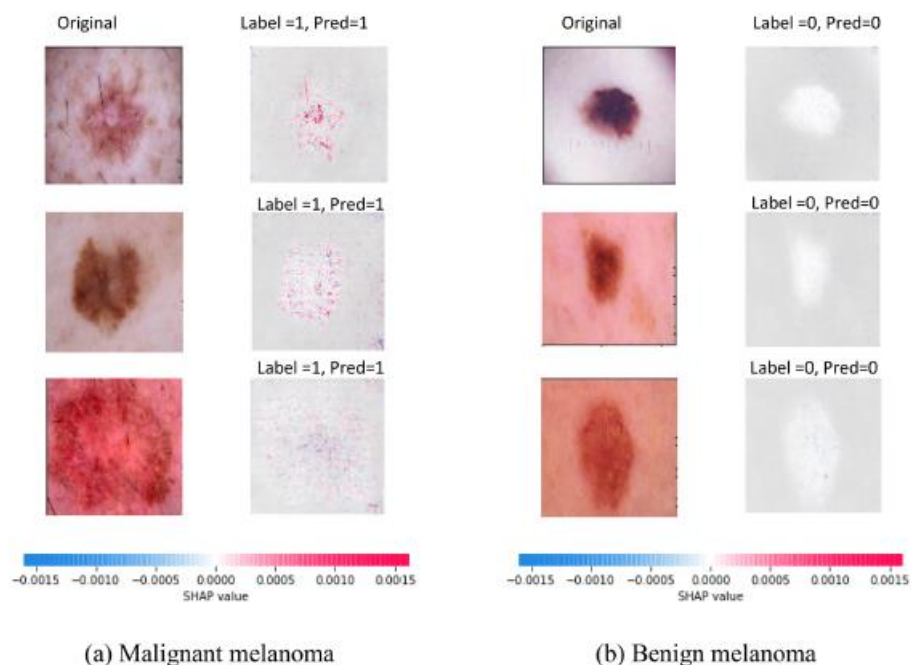 Original
Label =1, Pred=1
Label =1, Pred=1
Label =1, Pred=1
−0.0015 −0.0010 −0.0005 0.0000 0.0005 0.0010 0.0015
SHAP value
(a) Malignant melanoma
Original
Label =0, Pred=0
Label =0, Pred=0
Label =0, Pred=0
−0.0015 −0.0010 −0.0005 0.0000 0.0005 0.0010 0.0015
SHAP value
(b) Benign melanoma